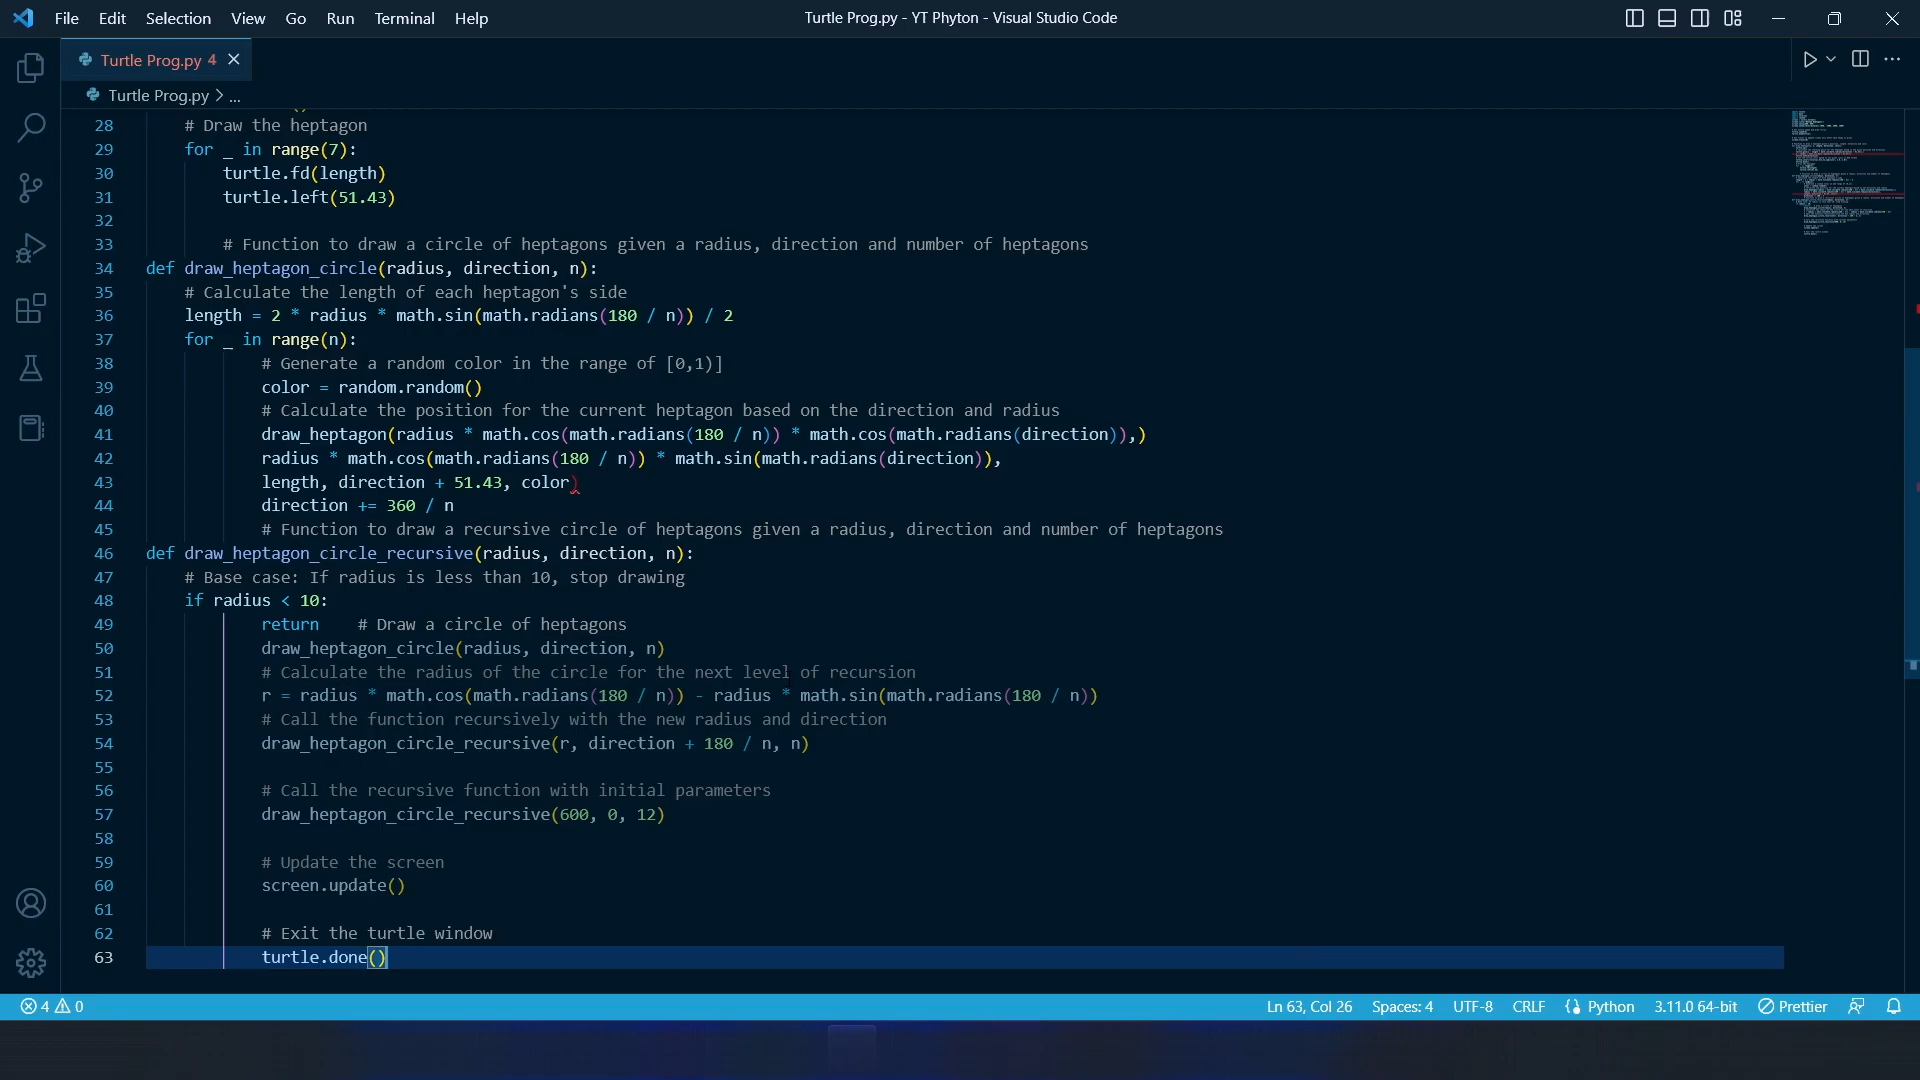 File Edit Selection View Go Run Terminal Help
Turtle Prog.py - YT Phyton - Visual Studio Code
Turtle Prog.py 4
Turtle Prog.py > ...
28 # Draw the heptagon
29 for _ in range(7):
30 turtle.fd(length)
31 turtle.left(51.43)
32
33 # Function to draw a circle of heptagons given a radius, direction and number of heptagons
34 def draw_heptagon_circle(radius, direction, n):
35 # Calculate the length of each heptagon's side
36 length = 2 * radius * math.sin(math.radians(180 / n)) / 2
37 for _ in range(n):
38 # Generate a random color in the range of [0,1)]
39 color = random.random()
40 # Calculate the position for the current heptagon based on the direction and radius
41 draw_heptagon(radius * math.cos(math.radians(180 / n)) * math.cos(math.radians(direction)),)
42 radius * math.cos(math.radians(180 / n)) * math.sin(math.radians(direction)),
43 length, direction + 51.43, color)
44 direction += 360 / n
45 # Function to draw a recursive circle of heptagons given a radius, direction and number of heptagons
46 def draw_heptagon_circle_recursive(radius, direction, n):
47 # Base case: If radius is less than 10, stop drawing
48 if radius < 10:
49 return # Draw a circle of heptagons
50 draw_heptagon_circle(radius, direction, n)
51 # Calculate the radius of the circle for the next level of recursion
52 r = radius * math.cos(math.radians(180 / n)) - radius * math.sin(math.radians(180 / n))
53 # Call the function recursively with the new radius and direction
54 draw_heptagon_circle_recursive(r, direction + 180 / n, n)
55
56 # Call the recursive function with initial parameters
57 draw_heptagon_circle_recursive(600, 0, 12)
58
59 # Update the screen
60 screen.update()
61
62 # Exit the turtle window
63 turtle.done()
4 0 Ln 63, Col 26 Spaces: 4 UTF-8 CRLF Python 3.11.0 64-bit Prettier